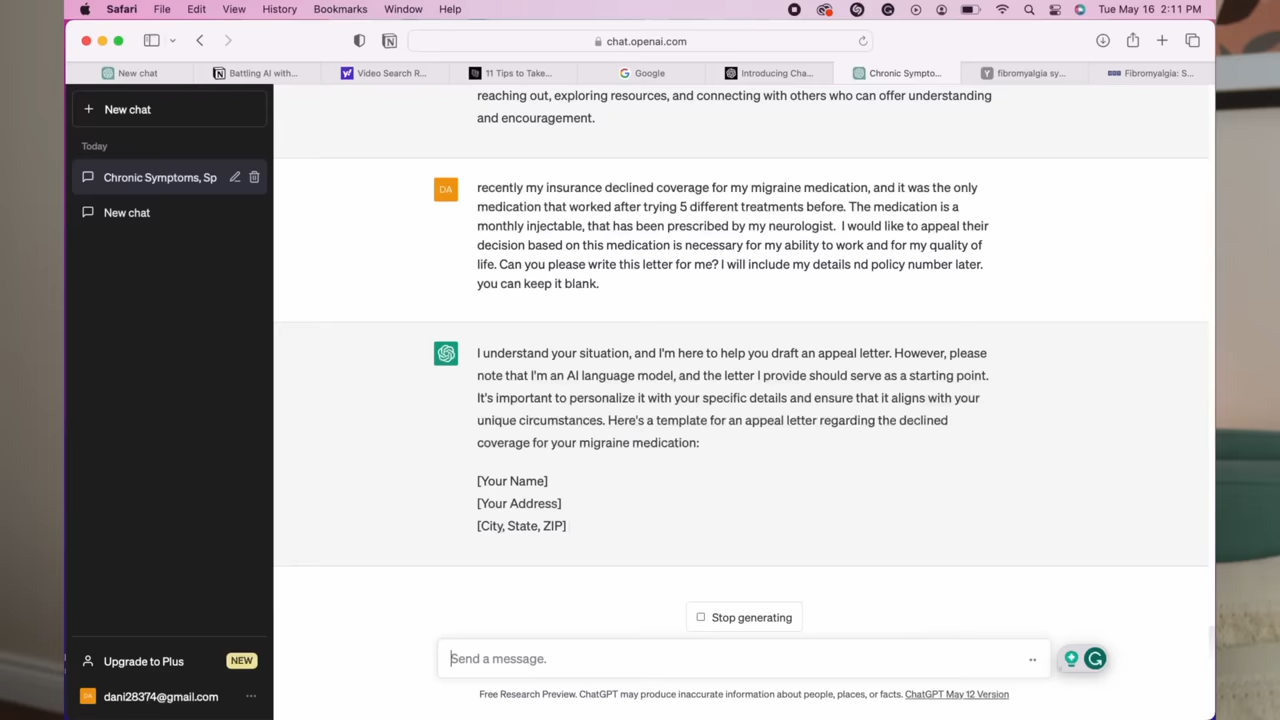 Safari File Edit View History Bookmarks Window Help Tue May 16 2:11 PM
chat.openai.com
New chat Battling AI with... Video Search R... 11 Tips to Take... Google Introducing Cha... Chronic Sympto... fibromyalgia sy... Fibromyalgia: S...
New chat
Today
Chronic Symptoms, Sp
New chat
reaching out, exploring resources, and connecting with others who can offer understanding
and encouragement.
DA
recently my insurance declined coverage for my migraine medication, and it was the only
medication that worked after trying 5 different treatments before. The medication is a
monthly injectable, that has been prescribed by my neurologist. I would like to appeal their
decision based on this medication is necessary for my ability to work and for my quality of
life. Can you please write this letter for me? I will include my details nd policy number later.
you can keep it blank.
I understand your situation, and I'm here to help you draft an appeal letter. However, please
note that I'm an AI language model, and the letter I provide should serve as a starting point.
It's important to personalize it with your specific details and ensure that it aligns with your
unique circumstances. Here's a template for an appeal letter regarding the declined
coverage for your migraine medication:
[Your Name]
[Your Address]
[City, State, ZIP]
Stop generating
Send a message.
Free Research Preview. ChatGPT may produce inaccurate information about people, places, or facts. ChatGPT May 12 Version
Upgrade to Plus NEW
DA dani28374@gmail.com